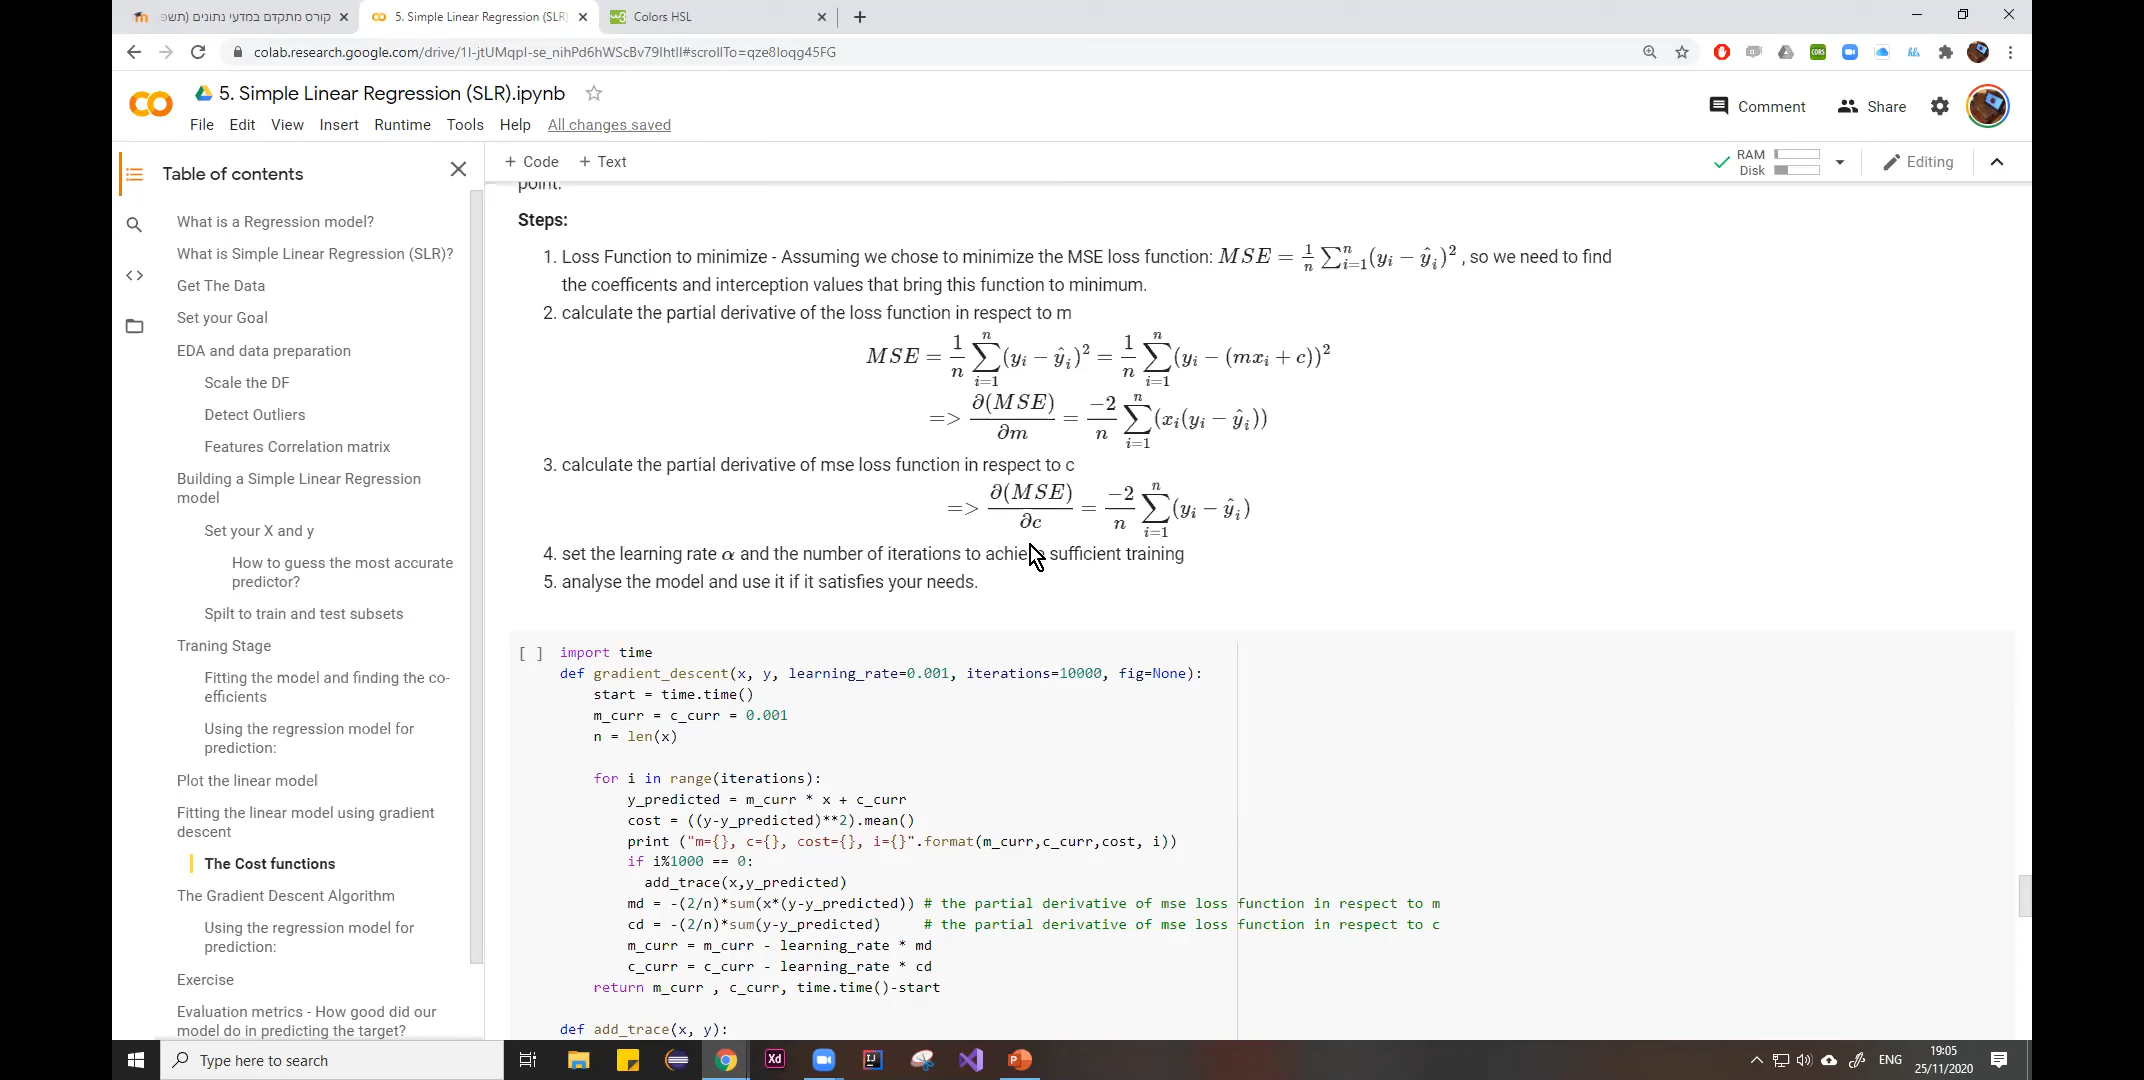 קורס מתקדם במדעי נתונים (תשפ
5. Simple Linear Regression (SLR)
Colors HSL
colab.research.google.com/drive/1I-jtUMqpI-se_nihPd6hWScBv79IhtlI#scrollTo=qze8Ioqg45FG
5. Simple Linear Regression (SLR).ipynb
Comment
Share
File Edit View Insert Runtime Tools Help All changes saved
Table of contents
+ Code + Text
RAM
Disk
Editing
What is a Regression model?
What is Simple Linear Regression (SLR)?
Get The Data
Set your Goal
EDA and data preparation
Scale the DF
Detect Outliers
Features Correlation matrix
Building a Simple Linear Regression
model
Set your X and y
How to guess the most accurate
predictor?
Spilt to train and test subsets
Traning Stage
Fitting the model and finding the co-
efficients
Using the regression model for
prediction:
Plot the linear model
Fitting the linear model using gradient
descent
The Cost functions
The Gradient Descent Algorithm
Using the regression model for
prediction:
Exercise
Evaluation metrics - How good did our
model do in predicting the target?
point.
Steps:
1. Loss Function to minimize - Assuming we chose to minimize the MSE loss function: MSE = 1/n ∑ⁿᵢ₌₁(yᵢ − ŷᵢ)², so we need to find
the coefficents and interception values that bring this function to minimum.
2. calculate the partial derivative of the loss function in respect to m
MSE = 1/n ∑ⁿᵢ₌₁(yᵢ − ŷᵢ)² = 1/n ∑ⁿᵢ₌₁(yᵢ − (mxᵢ + c))²
=> ∂(MSE)/∂m = −2/n ∑ⁿᵢ₌₁(xᵢ(yᵢ − ŷᵢ))
3. calculate the partial derivative of mse loss function in respect to c
=> ∂(MSE)/∂c = −2/n ∑ⁿᵢ₌₁(yᵢ − ŷᵢ)
4. set the learning rate α and the number of iterations to achie sufficient training
5. analyse the model and use it if it satisfies your needs.
[ ] import time
def gradient_descent(x, y, learning_rate=0.001, iterations=10000, fig=None):
start = time.time()
m_curr = c_curr = 0.001
n = len(x)
for i in range(iterations):
y_predicted = m_curr * x + c_curr
cost = ((y-y_predicted)**2).mean()
print ("m={}, c={}, cost={}, i={}".format(m_curr,c_curr,cost, i))
if i%1000 == 0:
add_trace(x,y_predicted)
md = -(2/n)*sum(x*(y-y_predicted)) # the partial derivative of mse loss function in respect to m
cd = -(2/n)*sum(y-y_predicted) # the partial derivative of mse loss function in respect to c
m_curr = m_curr - learning_rate * md
c_curr = c_curr - learning_rate * cd
return m_curr , c_curr, time.time()-start
def add_trace(x, y):
Type here to search
Xd
ENG
19:05
25/11/2020